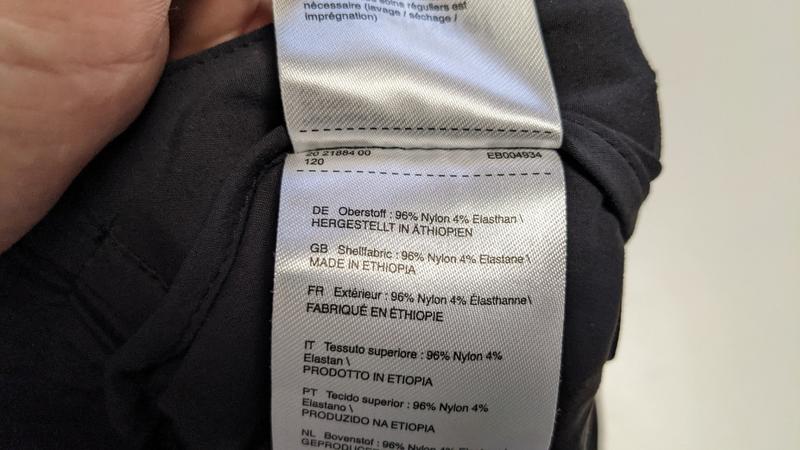 nécessaire (lavage / séchage /
imprégnation)
20 21884 00
120
EB004934
DE Oberstoff : 96% Nylon 4% Elasthan \
HERGESTELLT IN ÄTHIOPIEN
GB Shellfabric : 96% Nylon 4% Elastane \
MADE IN ETHIOPIA
FR Extérieur : 96% Nylon 4% Élasthanne \
FABRIQUÉ EN ÉTHIOPIE
IT Tessuto superiore : 96% Nylon 4%
Elastan \
PRODOTTO IN ETIOPIA
PT Tecido superior : 96% Nylon 4%
Elastano \
PRODUZIDO NA ETIOPIA
NL Bovenstof : 96% Nylon 4%